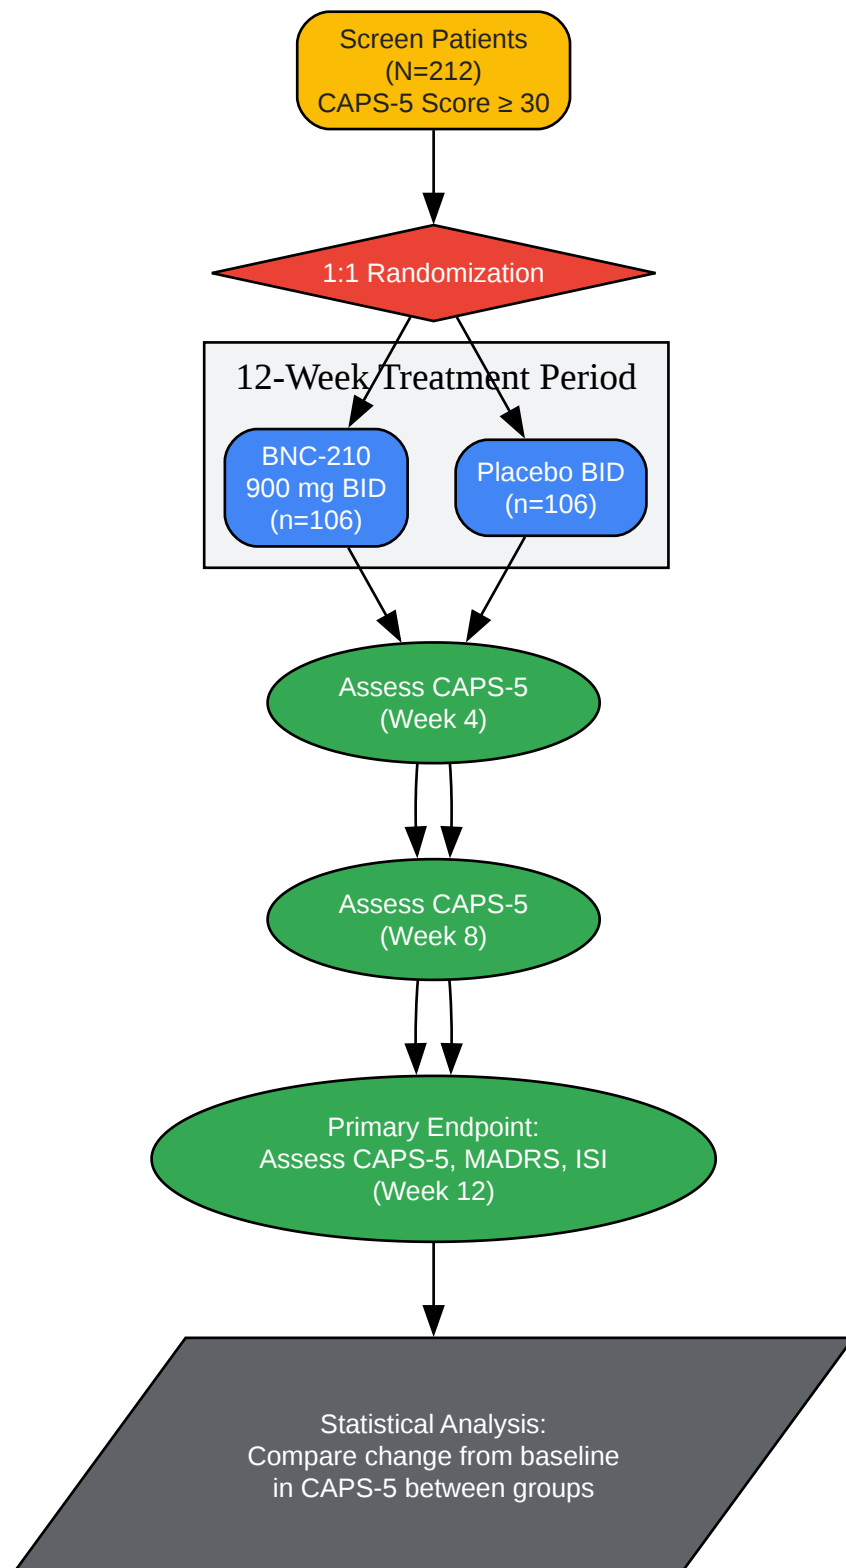 Screen Patients
(N=212)
CAPS-5 Score ≥ 30
1:1 Randomization
12-Week Treatment Period
BNC-210
900 mg BID
(n=106)
Placebo BID
(n=106)
Assess CAPS-5
(Week 4)
Assess CAPS-5
(Week 8)
Primary Endpoint:
Assess CAPS-5, MADRS, ISI
(Week 12)
Statistical Analysis:
Compare change from baseline
in CAPS-5 between groups